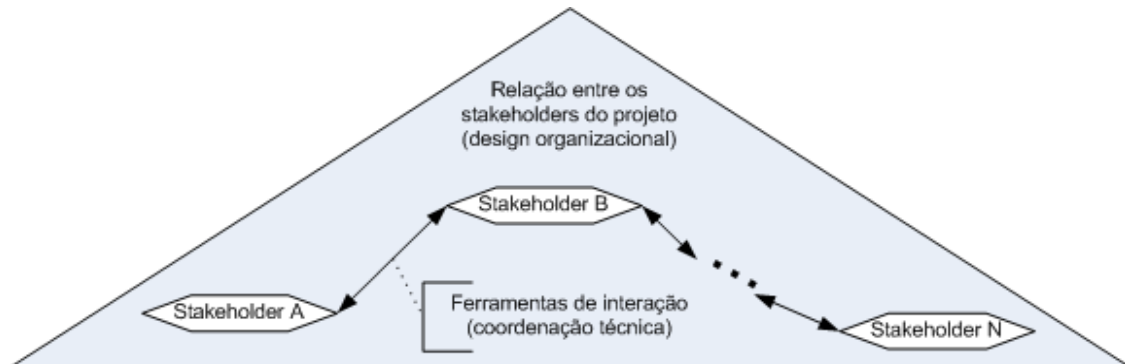 Relação entre os
stakeholders do projeto
(design organizacional)
Stakeholder B
Stakeholder A
Ferramentas de interação
(coordenação técnica)
Stakeholder N